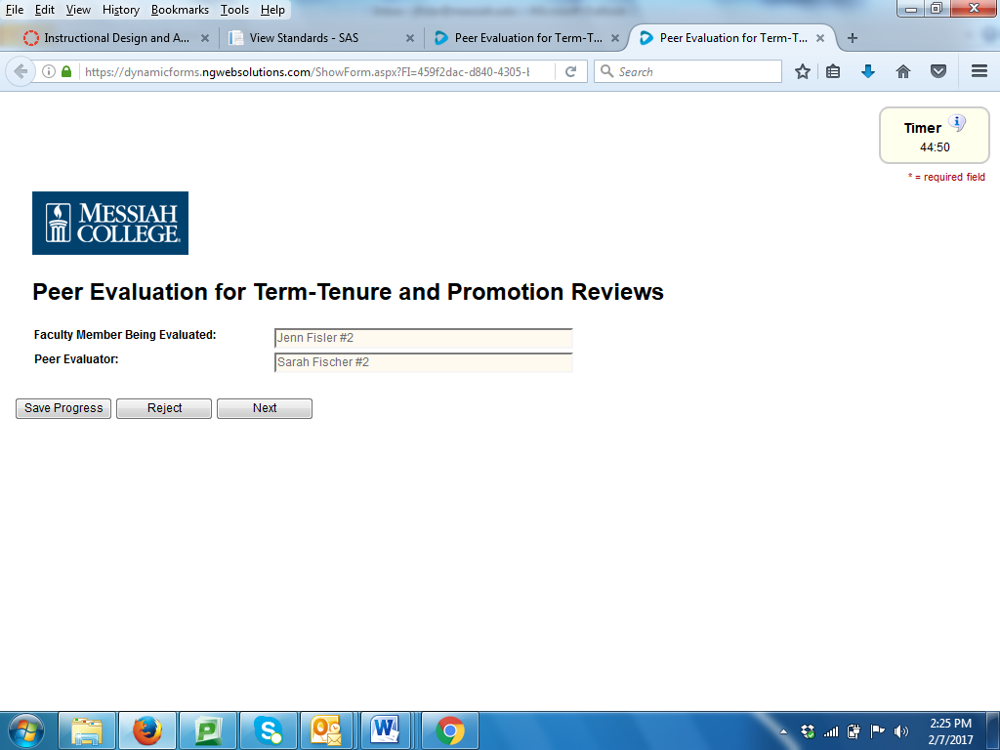 File Edit View History Bookmarks Tools Help
Instructional Design and A... View Standards - SAS Peer Evaluation for Term-T... Peer Evaluation for Term-T...
https://dynamicforms.ngwebsolutions.com/ShowForm.aspx?FI=459f2dac-d840-4305-b Search
Timer
44:50
* = required field
MESSIAH
COLLEGE
Peer Evaluation for Term-Tenure and Promotion Reviews
Faculty Member Being Evaluated: Jenn Fisler #2
Peer Evaluator: Sarah Fischer #2
Save Progress Reject Next
2:25 PM
2/7/2017